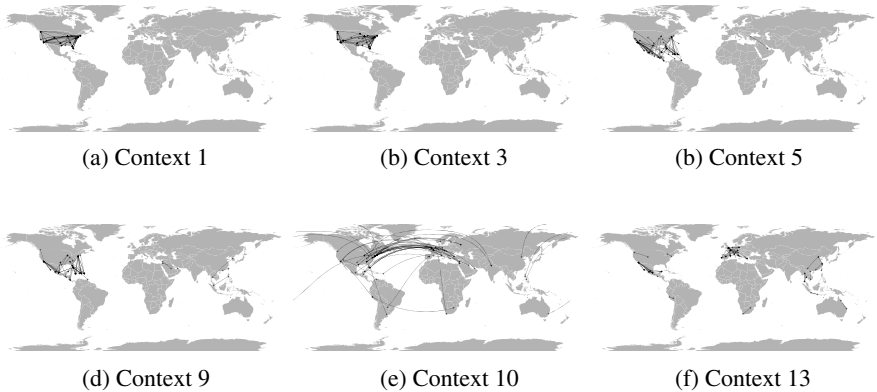 (a) Context 1
(b) Context 3
(b) Context 5
(d) Context 9
(e) Context 10
(f) Context 13